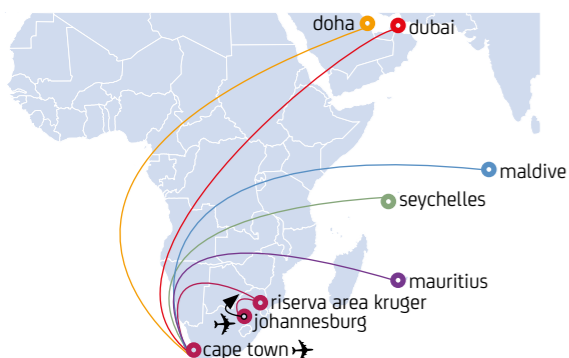 doha
dubai
maldive
seychelles
mauritius
riserva area kruger
johannesburg
cape town